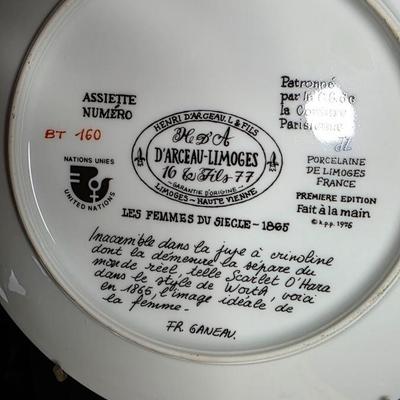 ASSIETTE
NUMÉRO
BT 160
NATIONS UNIES
UNITED NATIONS
HENRI D'ARCEAU. L & FILS
H D'A
D'ARCEAU-LIMOGES
16 & Fils 77
GARANTIE D'ORIGINE
LIMOGES - HAUTE VIENNE
Patronné
par le
la
Parisienne
PORCELAINE
DE LIMOGES
FRANCE
PREMIÈRE EDITION
Fait à la main
1976
LES FEMMES DU SIECLE - 1865
Inaccessible dans la jupe à crinoline
dont la démesure la sépare du
monde réel, telle Scarlet O'Hara
dans le style de Worth, voici
en 1865, l'image idéale de
la femme.
FR. GANEAU.